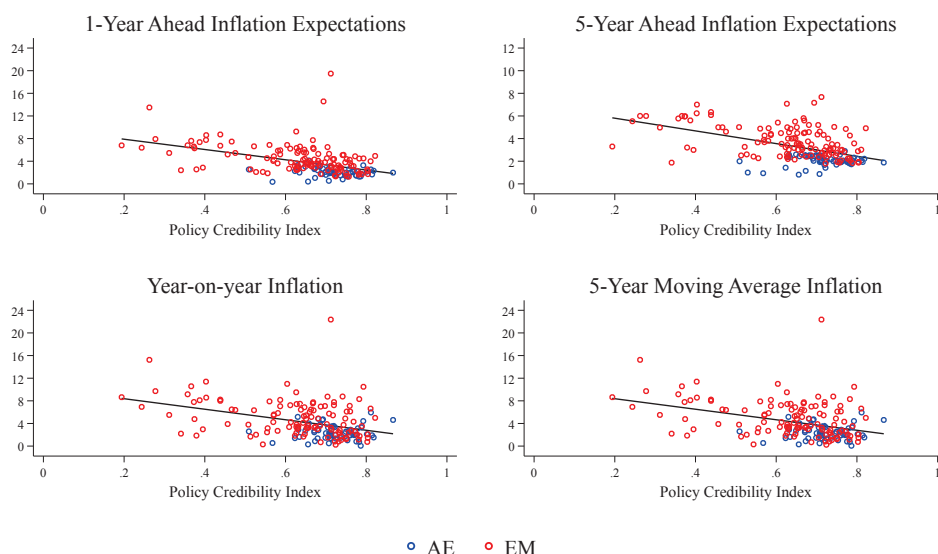 1-Year Ahead Inflation Expectations
24
20
16
12
8
4
0
0 .2 .4 .6 .8 1
Policy Credibility Index
5-Year Ahead Inflation Expectations
12
10
8
6
4
2
0
0 .2 .4 .6 .8 1
Policy Credibility Index
Year-on-year Inflation
24
20
16
12
8
4
0
0 .2 .4 .6 .8 1
Policy Credibility Index
5-Year Moving Average Inflation
24
20
16
12
8
4
0
0 .2 .4 .6 .8 1
Policy Credibility Index
AE EM